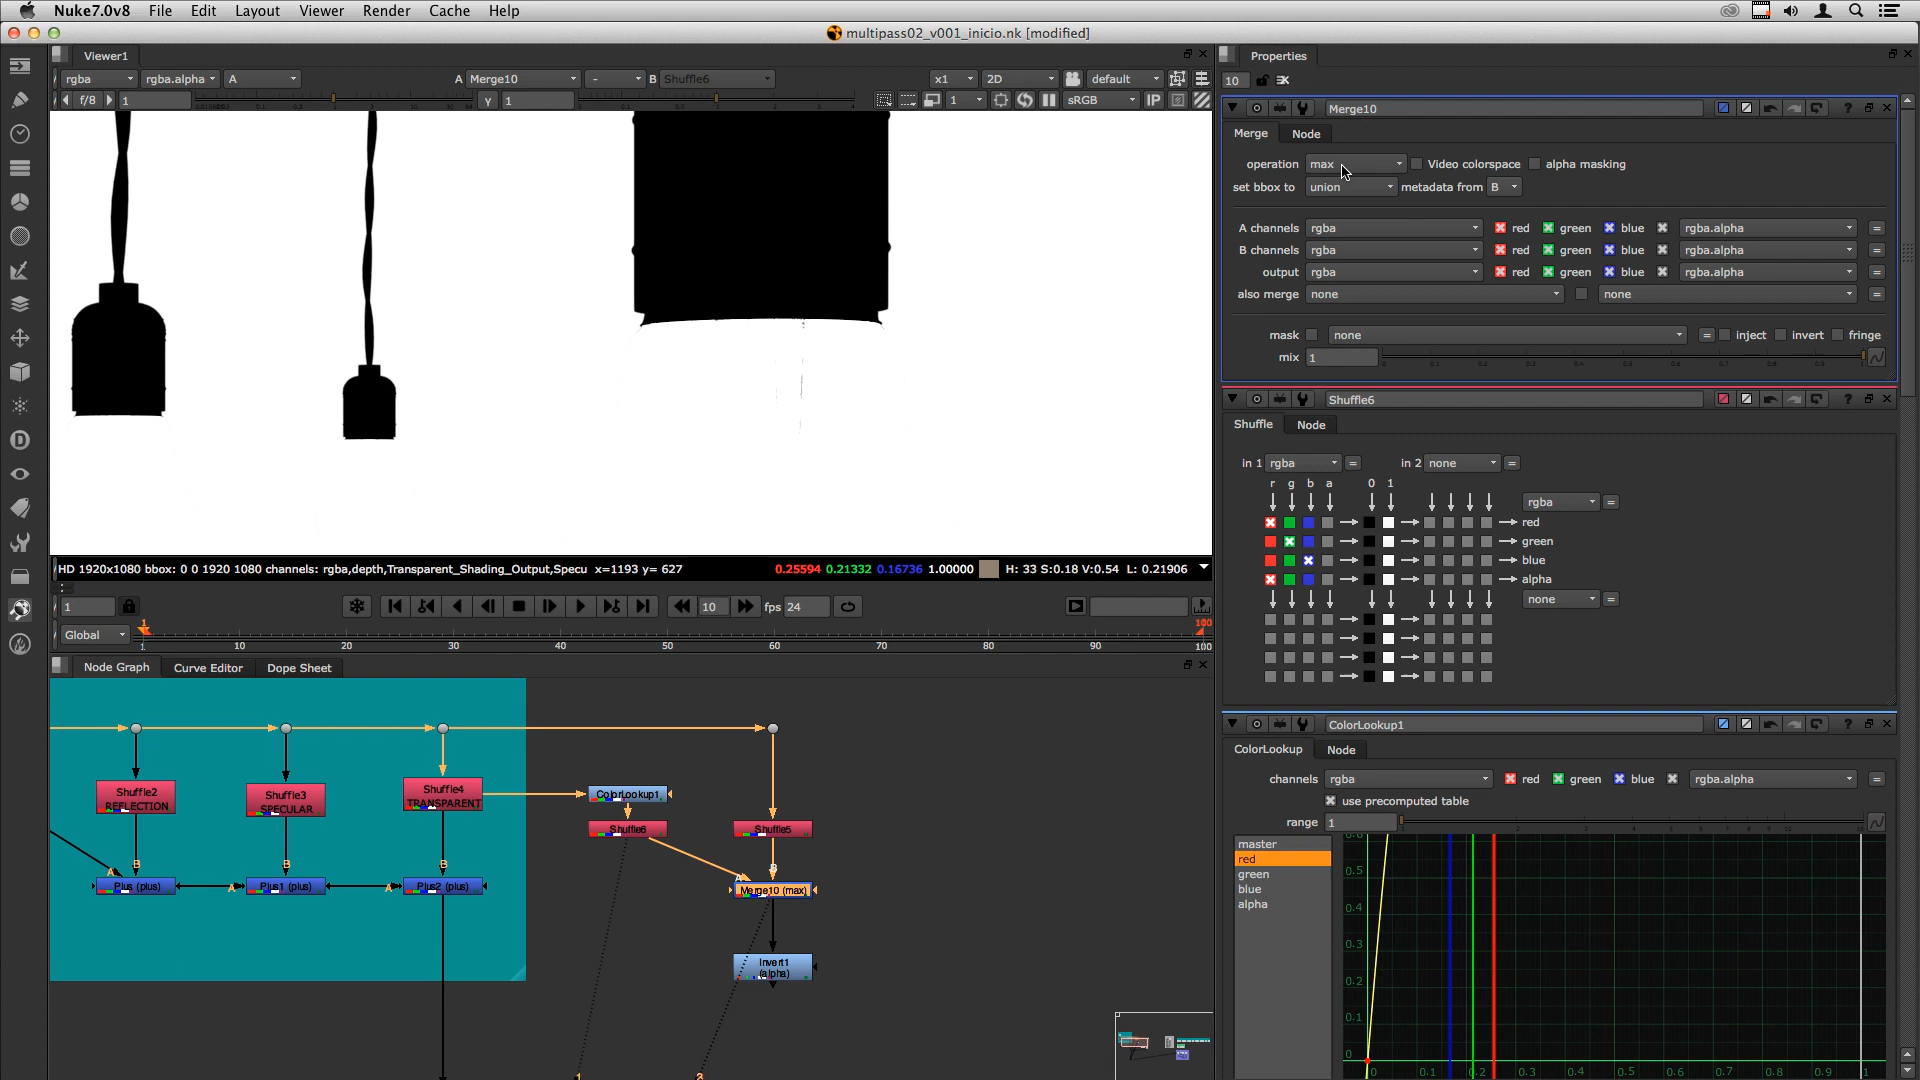 Nuke7.0v8 File Edit Layout Viewer Render Cache Help
multipass02_v001_inicio.nk [modified]
Viewer1
rgba rgba.alpha A A Merge10 - B Shuffle6 x1 2D default
f/8 1 Y 1 1 sRGB IP
HD 1920x1080 bbox: 0 0 1920 1080 channels: rgba,depth,Transparent_Shading_Output,Specu x=1193 y= 627 0.25594 0.21332 0.16736 1.00000 H: 33 S:0.18 V:0.54 L: 0.21906
1 10 fps 24
Global 1 1 10 20 30 40 50 60 70 80 90 100 100
Node Graph Curve Editor Dope Sheet
Shuffle2
REFLECTION
Shuffle3
SPECULAR
Shuffle4
TRANSPARENT
ColorLookup1
Shuffle6
Shuffle5
A B Plus (plus)
A B Plus1 (plus)
A B Plus2 (plus)
A B Merge10 (max)
Invert1
(alpha)
1
Properties
10
Merge10
Merge Node
operation max Video colorspace alpha masking
set bbox to union metadata from B
A channels rgba red green blue rgba.alpha =
B channels rgba red green blue rgba.alpha =
output rgba red green blue rgba.alpha =
also merge none none =
mask none = inject invert fringe
mix 1
Shuffle6
Shuffle Node
in 1 rgba = in 2 none =
r g b a 0 1
rgba =
red
green
blue
alpha
none =
ColorLookup1
ColorLookup Node
channels rgba red green blue rgba.alpha =
use precomputed table
range 1
master
red
green
blue
alpha
0.6
0.5
0.4
0.3
0.2
0.1
0
0 0.1 0.2 0.3 0.4 0.5 0.6 0.7 0.8 0.9 1